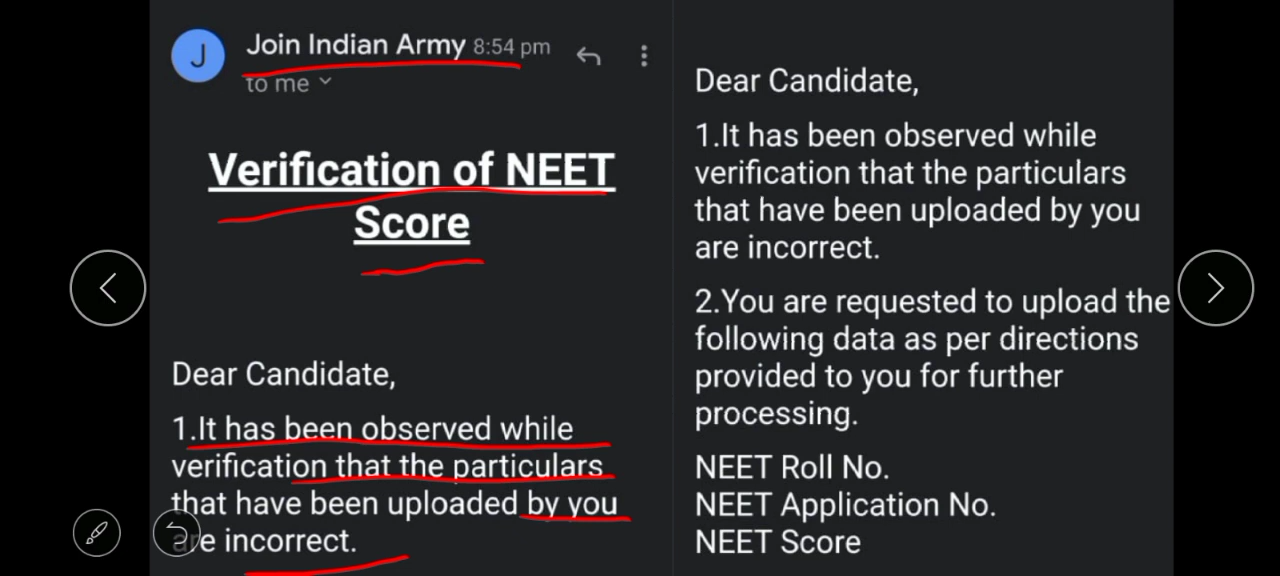 J Join Indian Army 8:54 pm
to me
Verification of NEET
Score
Dear Candidate,
1.It has been observed while
verification that the particulars
that have been uploaded by you
are incorrect.
Dear Candidate,
1.It has been observed while
verification that the particulars
that have been uploaded by you
are incorrect.
2.You are requested to upload the
following data as per directions
provided to you for further
processing.
NEET Roll No.
NEET Application No.
NEET Score